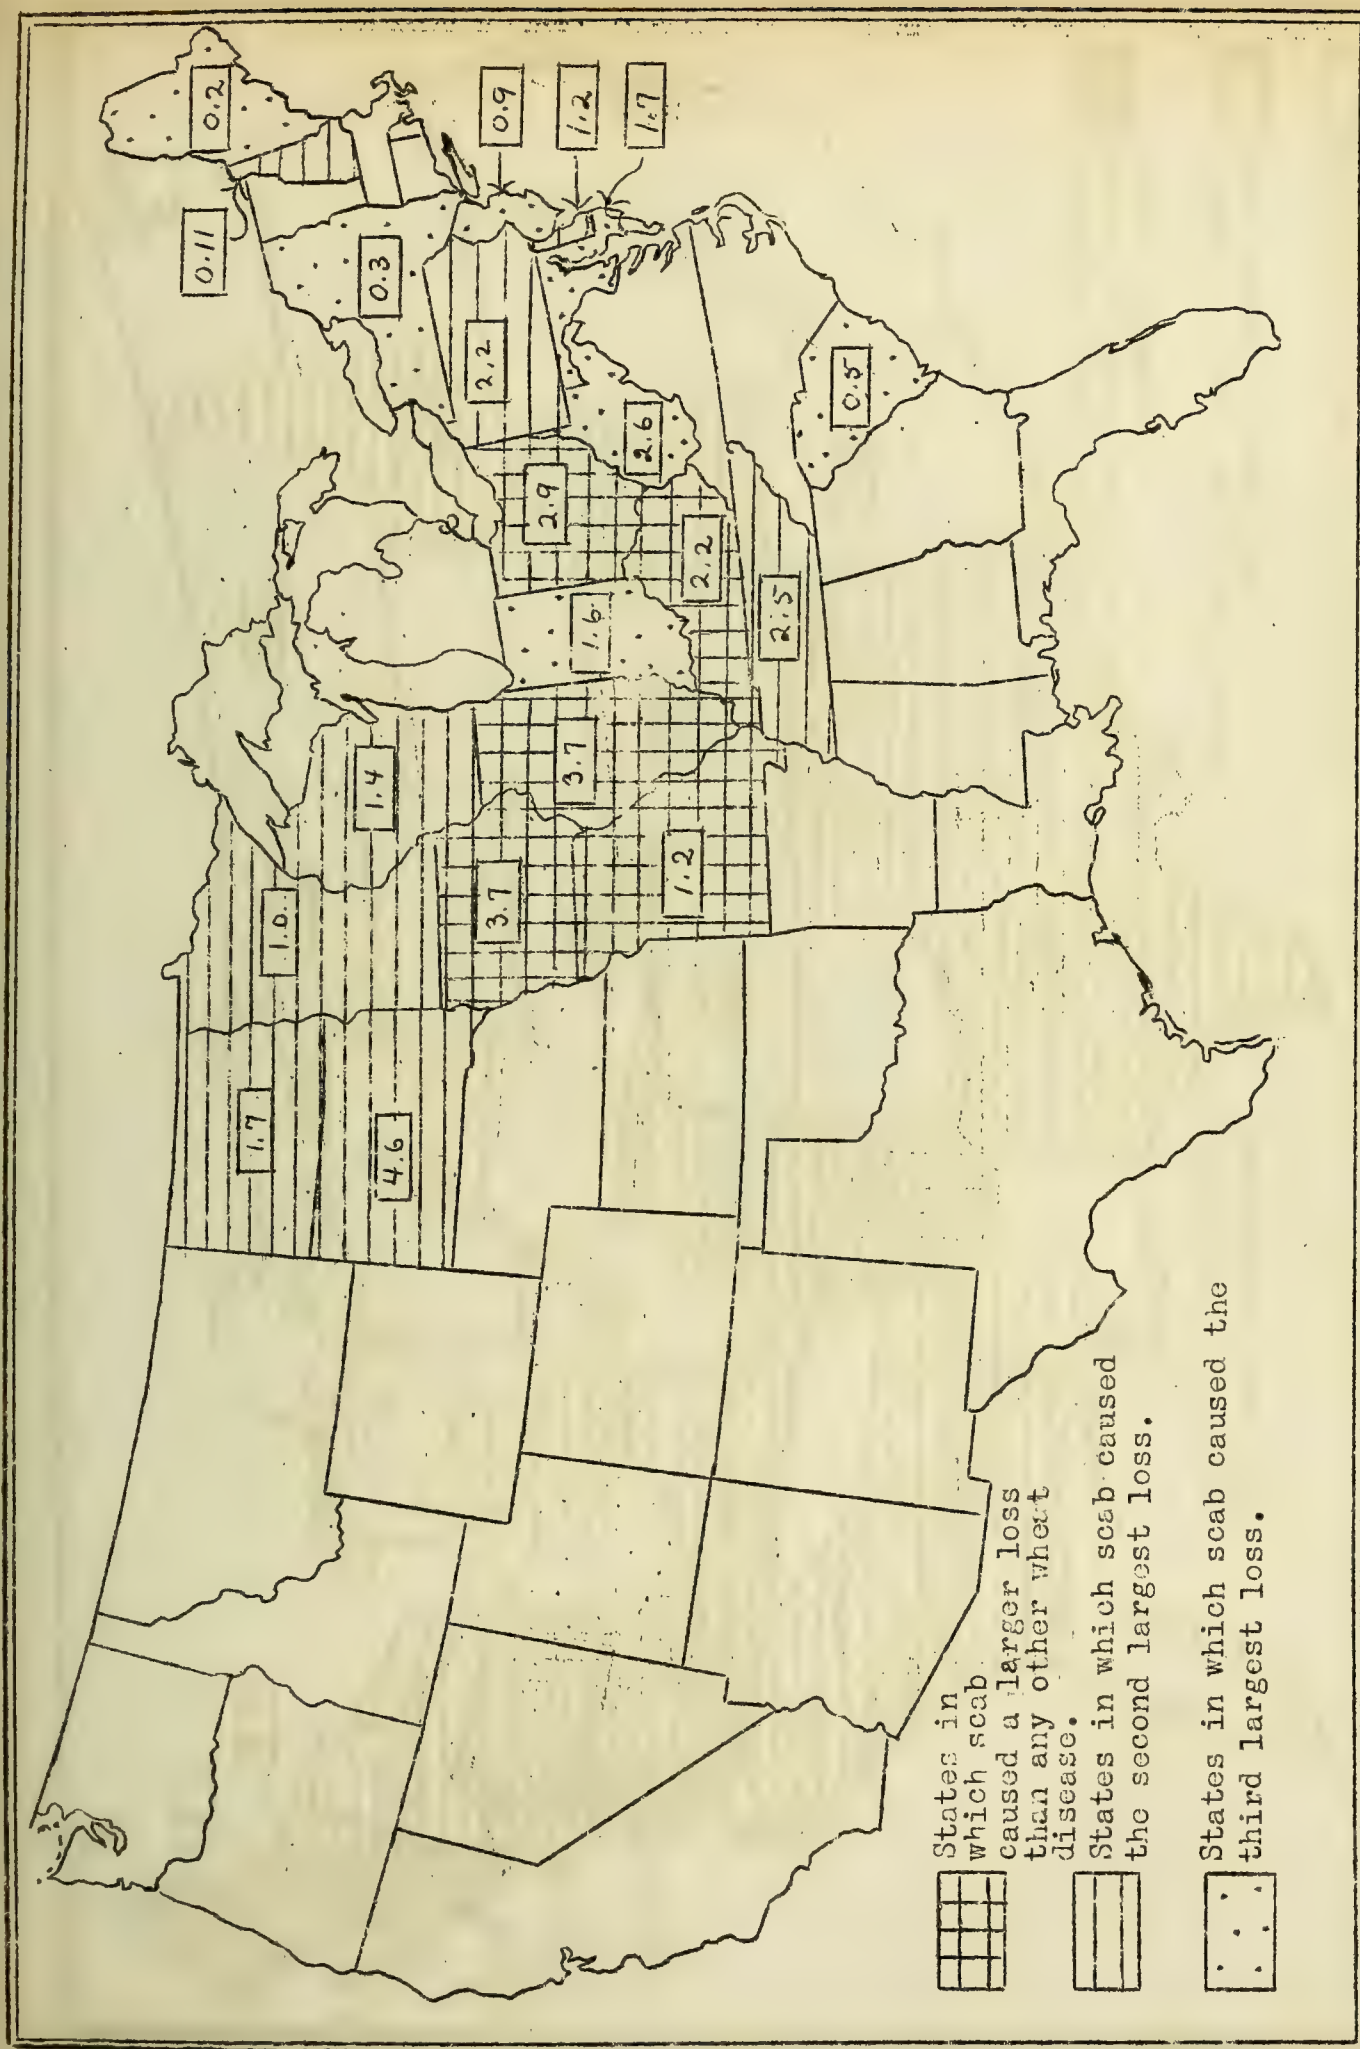 0.2
0.11
0.3
0.9
1.2
1.7
2.2
2.6
0.5
2.9
2.2
2.5
1.6
1.4
3.7
1.0
3.7
1.2
1.7
4.6
States in
which scab
caused a larger loss
than any other wheat
disease.
States in which scab caused
the second largest loss.
States in which scab caused the
third largest loss.